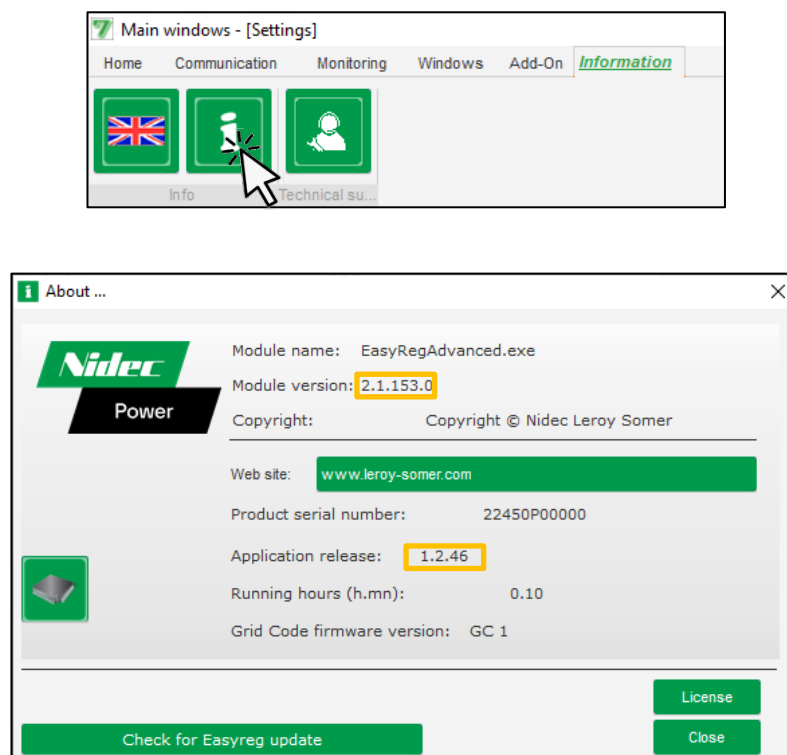 Main windows - [Settings]
Home Communication Monitoring Windows Add-On Information
Info Technical su...
About ...
Nidec
Power
Module name: EasyRegAdvanced.exe
Module version: 2.1.153.0
Copyright: Copyright © Nidec Leroy Somer
Web site: www.leroy-somer.com
Product serial number: 22450P00000
Application release: 1.2.46
Running hours (h.mn): 0.10
Grid Code firmware version: GC 1
License
Check for Easyreg update Close